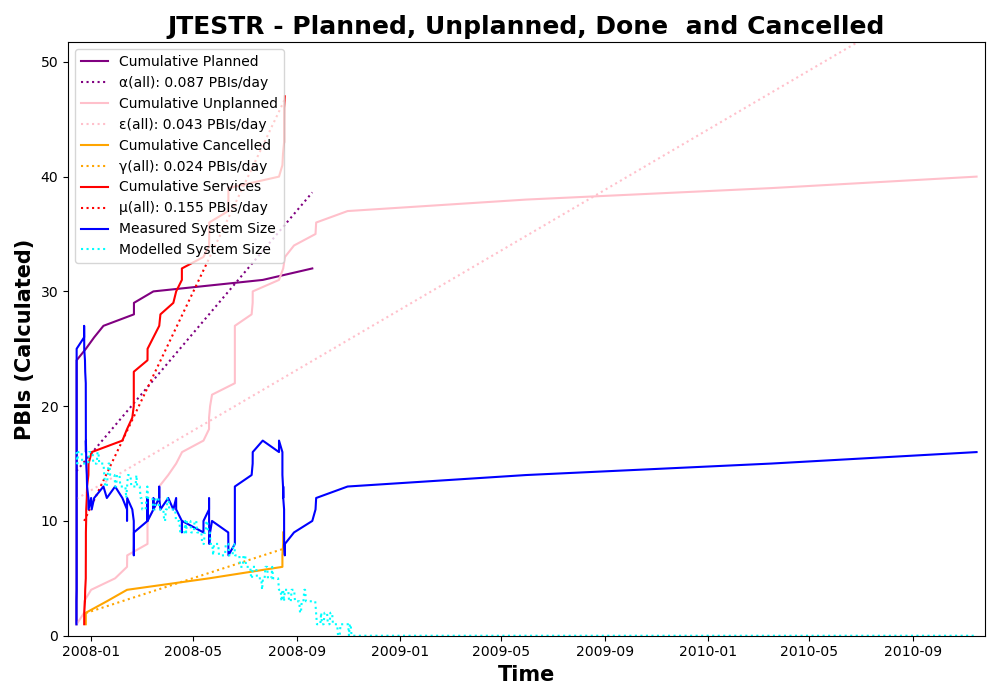 JTESTR - Planned, Unplanned, Done  and Cancelled
PBIs (Calculated)
50
40
30
20
10
0
Cumulative Planned
α(all): 0.087 PBIs/day
Cumulative Unplanned
ε(all): 0.043 PBIs/day
Cumulative Cancelled
γ(all): 0.024 PBIs/day
Cumulative Services
μ(all): 0.155 PBIs/day
Measured System Size
Modelled System Size
2008-01 2008-05 2008-09 2009-01 2009-05 2009-09 2010-01 2010-05 2010-09
Time